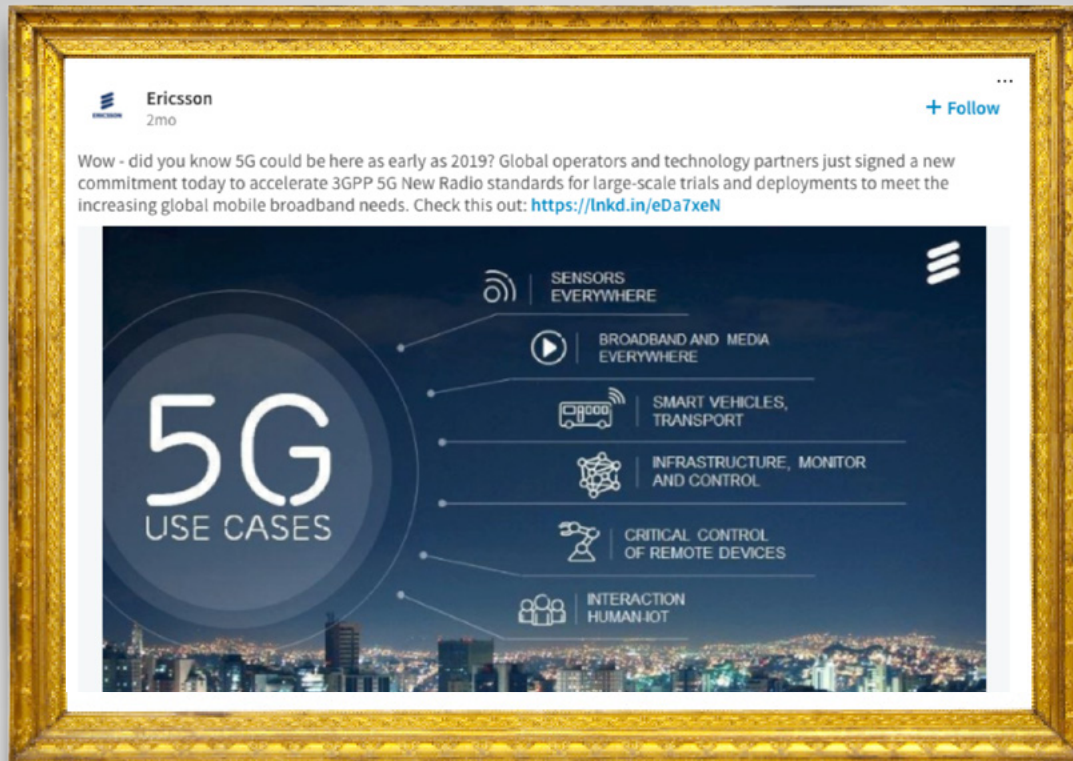 ...
Ericsson
ERICSSON
2mo
+ Follow
Wow - did you know 5G could be here as early as 2019? Global operators and technology partners just signed a new
commitment today to accelerate 3GPP 5G New Radio standards for large-scale trials and deployments to meet the
increasing global mobile broadband needs. Check this out: https://lnkd.in/eDa7xeN
5G
USE CASES
SENSORS
EVERYWHERE
BROADBAND AND MEDIA
EVERYWHERE
SMART VEHICLES,
TRANSPORT
INFRASTRUCTURE, MONITOR
AND CONTROL
CRITICAL CONTROL
OF REMOTE DEVICES
INTERACTION
HUMAN-IOT